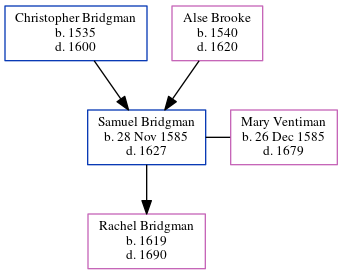 Christopher Bridgman
b. 1535
d. 1600
Alse Brooke
b. 1540
d. 1620
Samuel Bridgman
b. 28 Nov 1585
d. 1627
Mary Ventiman
b. 26 Dec 1585
d. 1679
Rachel Bridgman
b. 1619
d. 1690